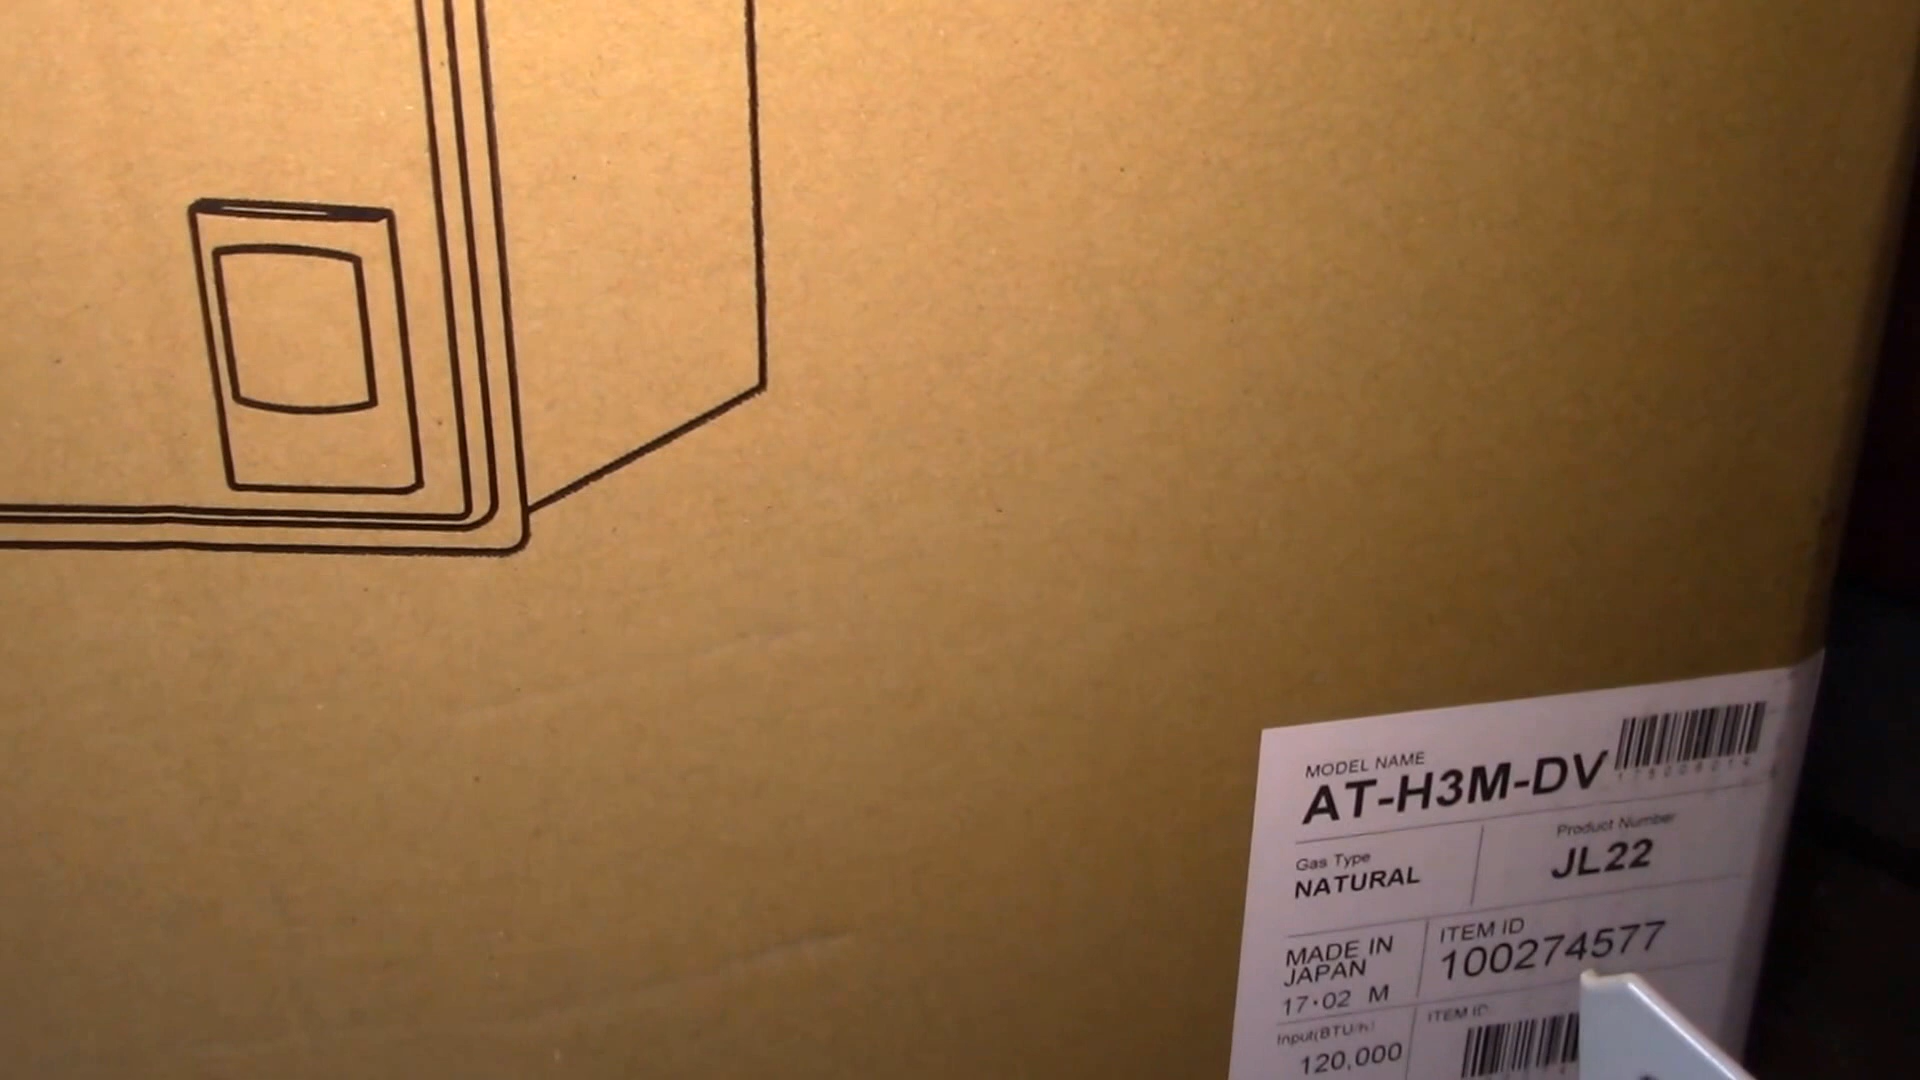 MODEL NAME
AT-H3M-DV
Gas Type
NATURAL
Product Number
JL22
MADE IN
JAPAN
17·02 M
ITEM ID
100274577
Input(BTU/h)
120,000
ITEM ID